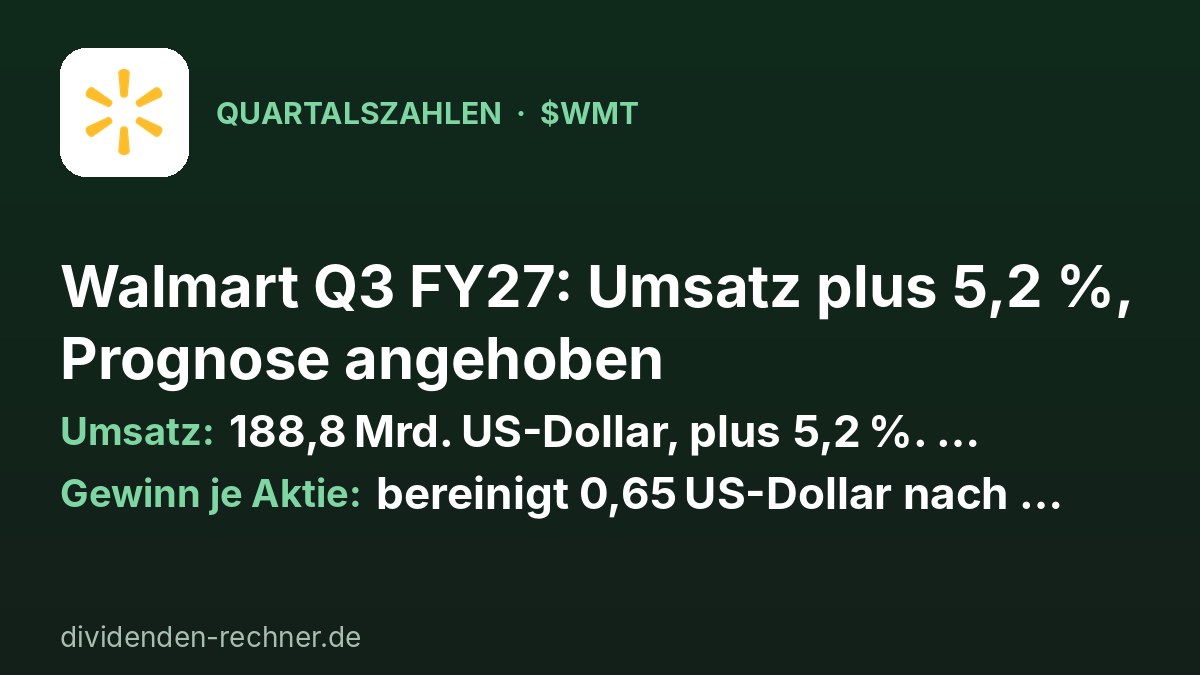 QUARTALSZAHLEN · $WMT
Walmart Q3 FY27: Umsatz plus 5,2 %,
Prognose angehoben
Umsatz: 188,8 Mrd. US-Dollar, plus 5,2 %. …
Gewinn je Aktie: bereinigt 0,65 US-Dollar nach …
dividenden-rechner.de